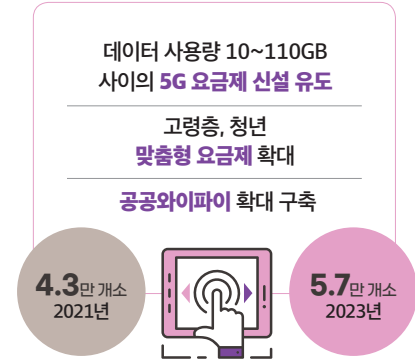 데이터 사용량 10~110GB
사이의 5G 요금제 신설 유도
고령층, 청년
맞춤형 요금제 확대
공공와이파이 확대 구축
4.3만 개소
2021년
5.7만 개소
2023년